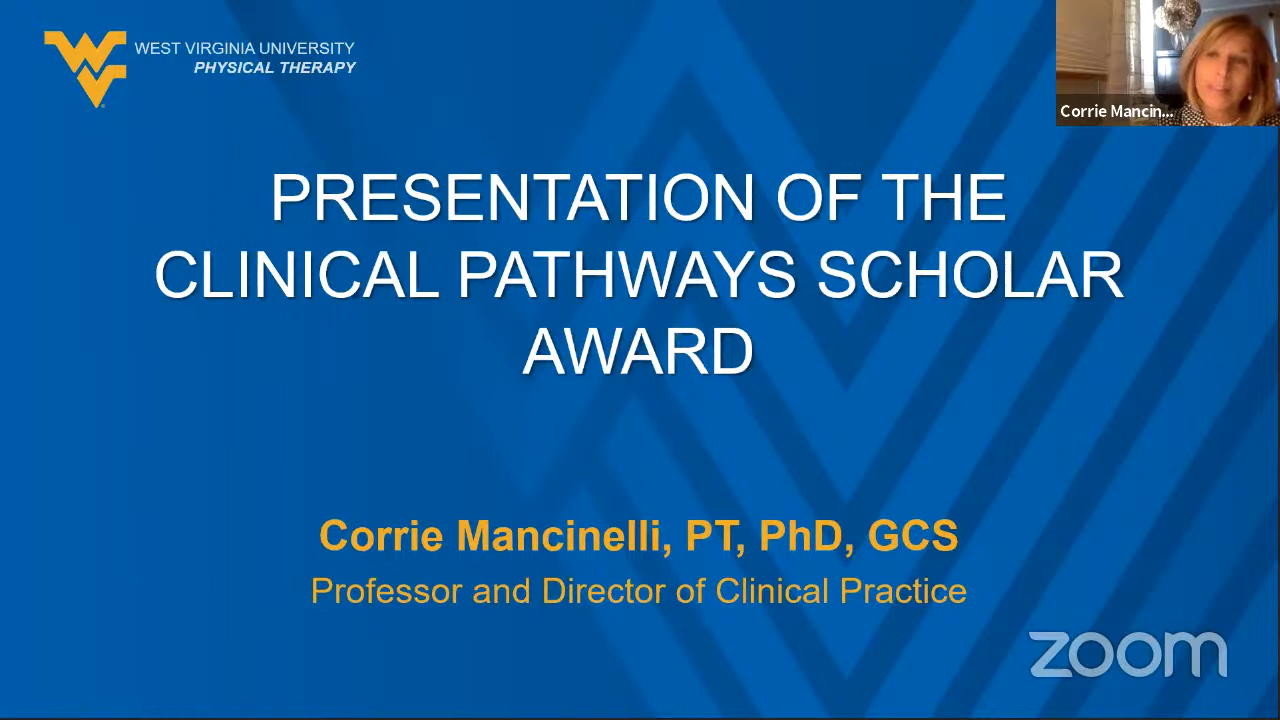 WEST VIRGINIA UNIVERSITY
PHYSICAL THERAPY
Corrie Mancin...
PRESENTATION OF THE
CLINICAL PATHWAYS SCHOLAR
AWARD
Corrie Mancinelli, PT, PhD, GCS
Professor and Director of Clinical Practice
zoom